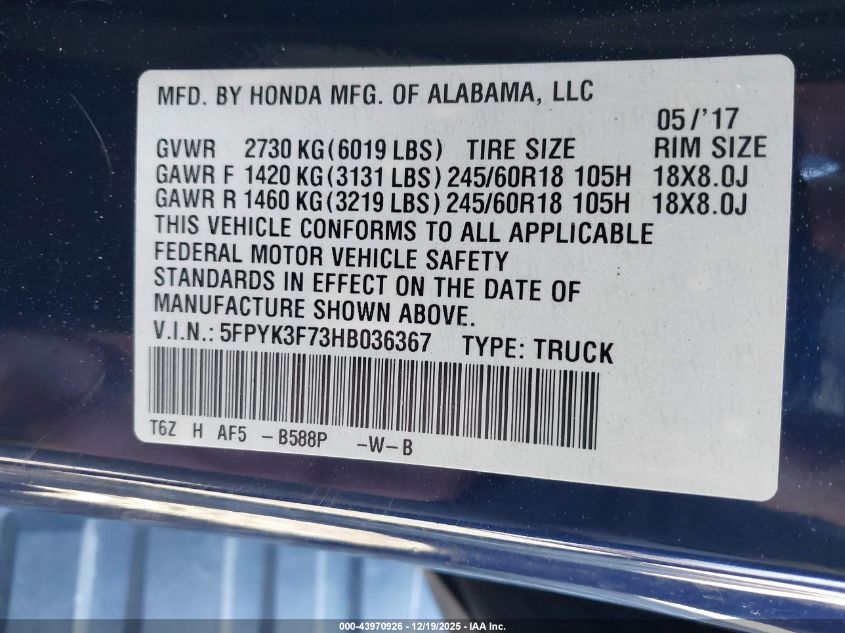 MFD. BY HONDA MFG. OF ALABAMA, LLC
05/'17
GVWR 2730 KG(6019 LBS) TIRE SIZE RIM SIZE
GAWR F 1420 KG(3131 LBS) 245/60R18 105H 18X8.0J
GAWR R 1460 KG(3219 LBS) 245/60R18 105H 18X8.0J
THIS VEHICLE CONFORMS TO ALL APPLICABLE
FEDERAL MOTOR VEHICLE SAFETY
STANDARDS IN EFFECT ON THE DATE OF
MANUFACTURE SHOWN ABOVE.
V.I.N.: 5FPYK3F73HB036367 TYPE: TRUCK
T6Z H AF5 -B588P -W-B
000-43970926 - 12/19/2025 - IAA Inc.